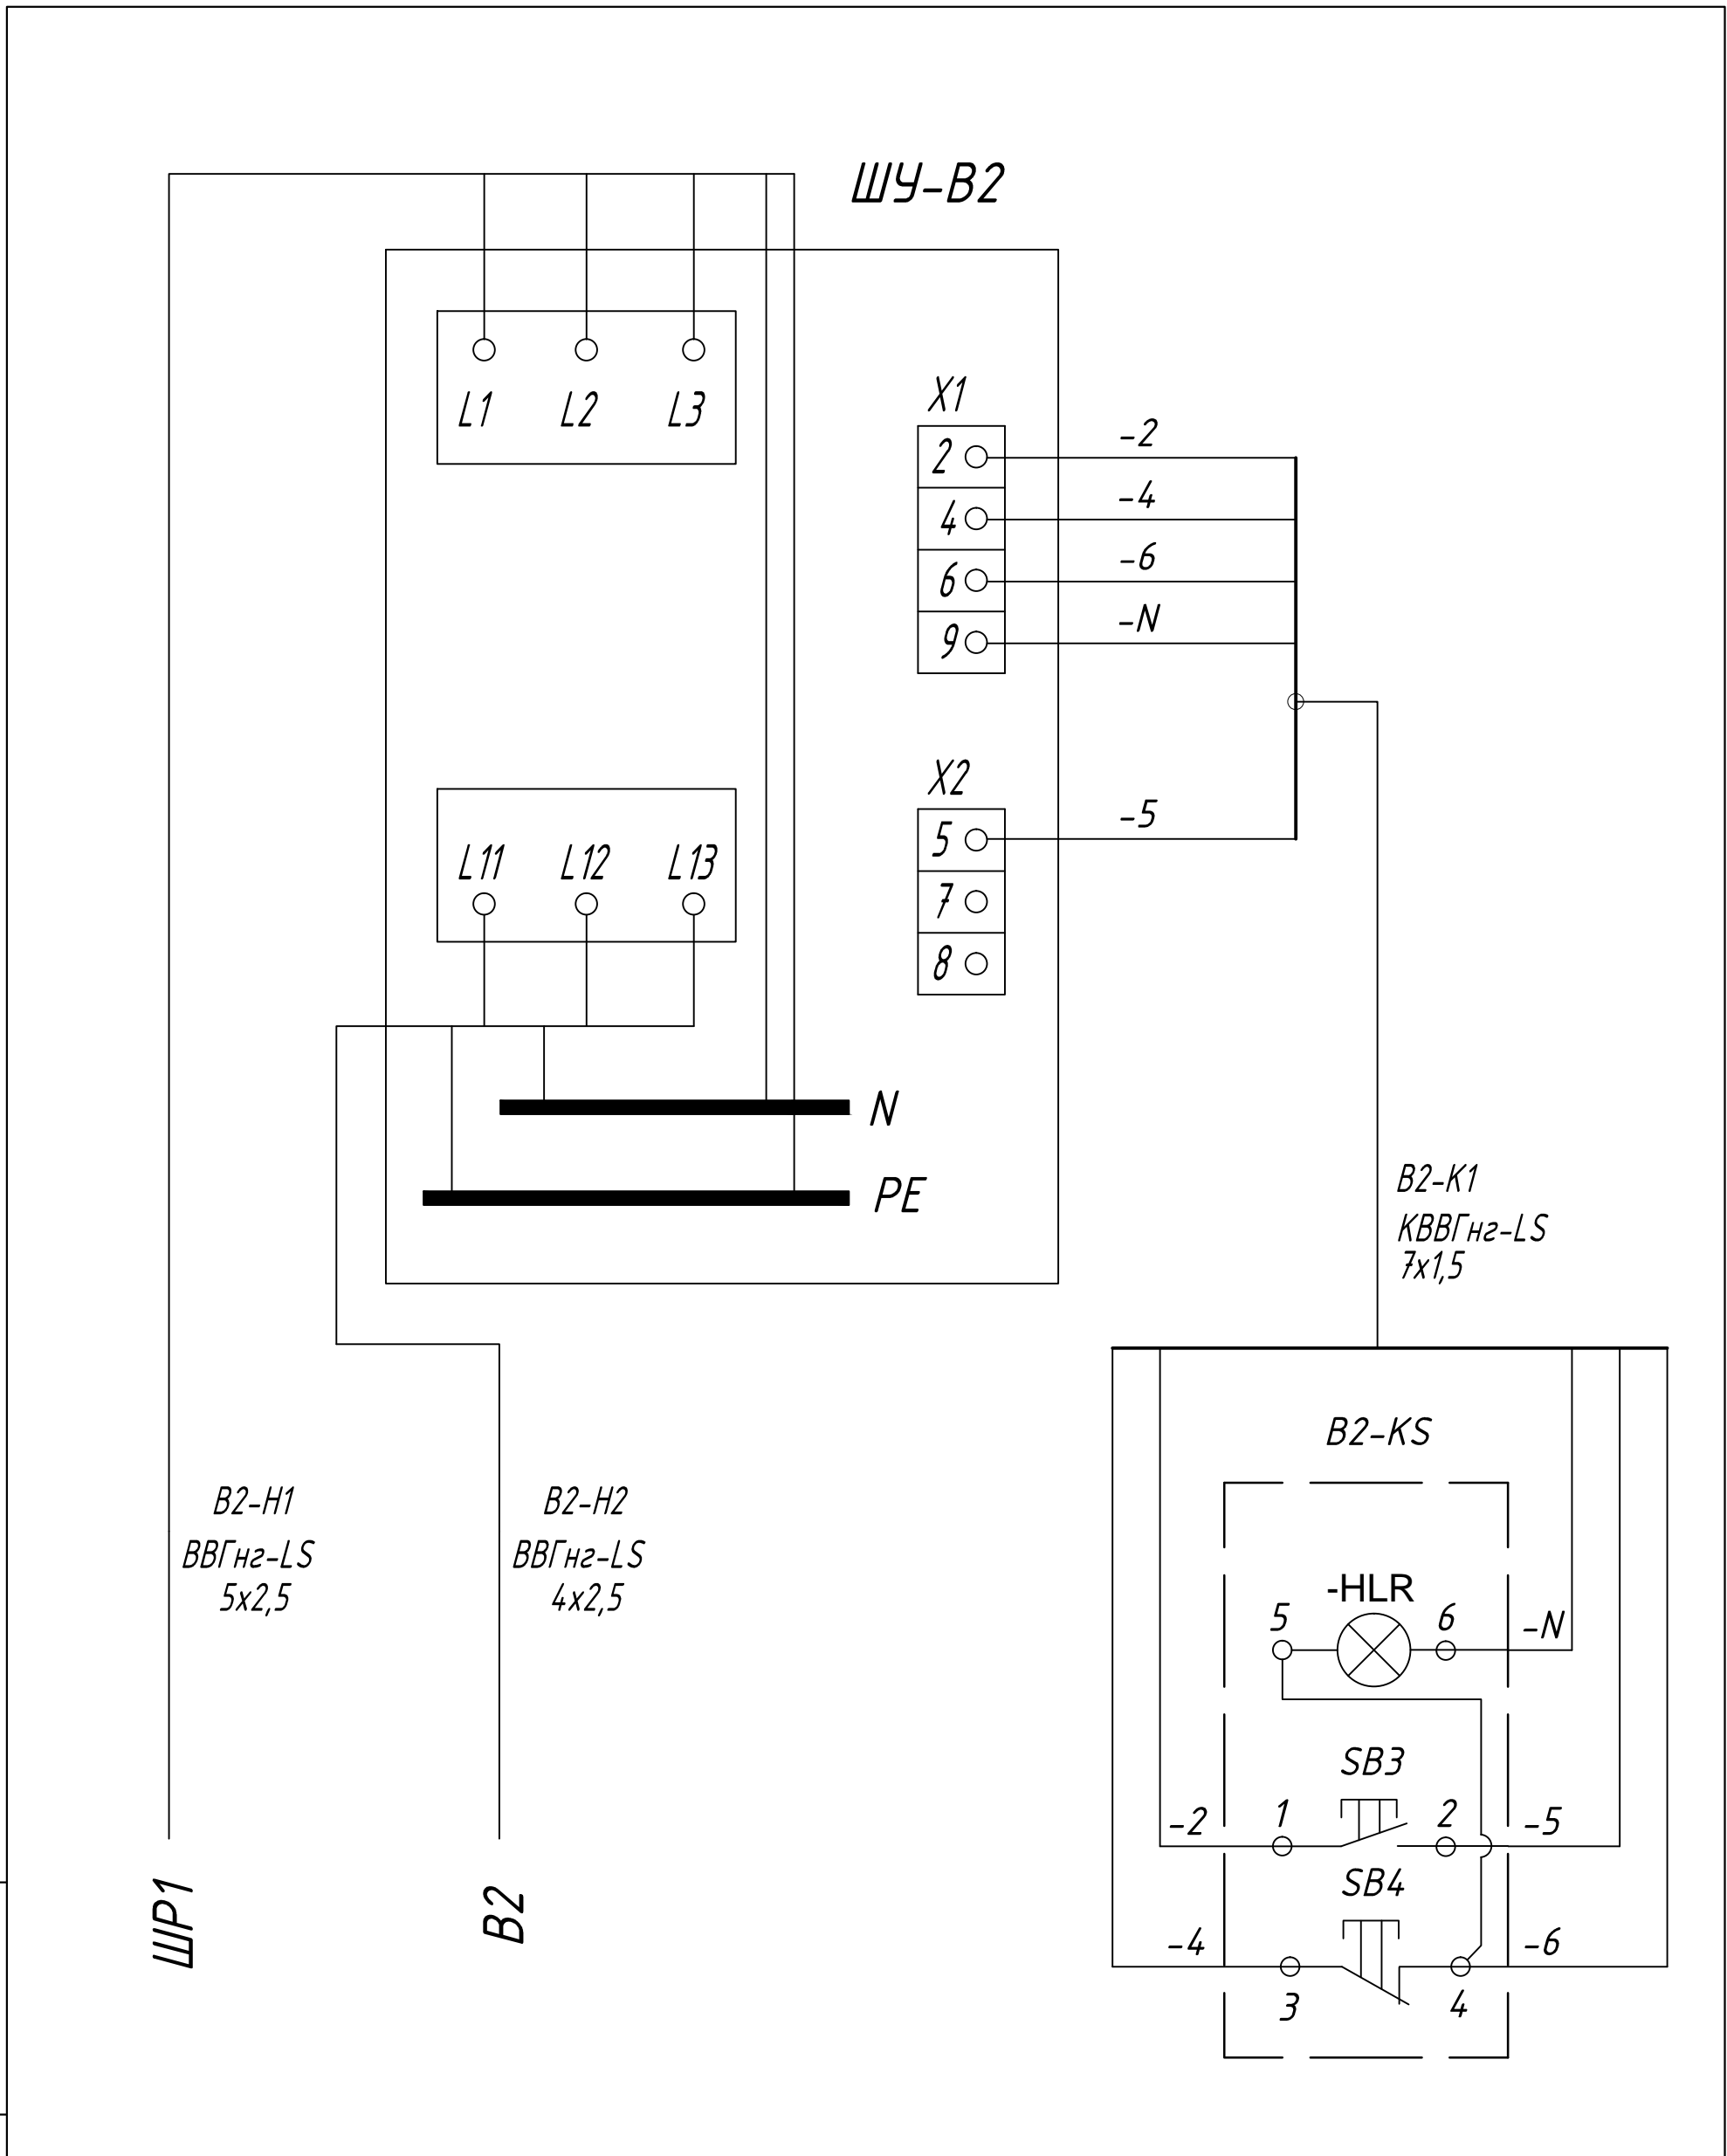 ШУ-В2
L1 L2 L3
X1
2
4
6
9
-2
-4
-6
-N
X2
5
7
8
-5
L11 L12 L13
N
PE
В2-К1
КВВГнг-LS
7х1,5
В2-Н1
ВВГнг-LS
5х2,5
В2-Н2
ВВГнг-LS
4х2,5
ШР1
В2
В2-KS
-HLR
5 6 -N
SB3
-2 1 2 -5
SB4
-4 -6
3 4